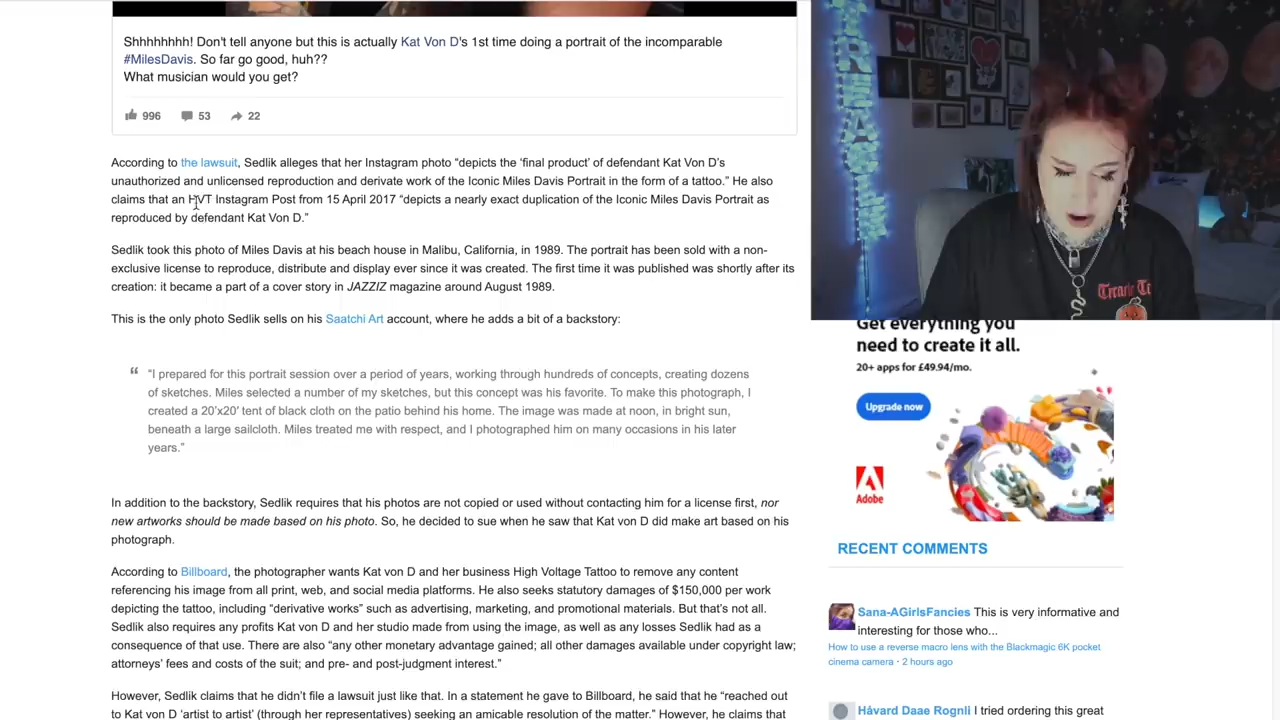 Shhhhhhhh! Don't tell anyone but this is actually Kat Von D's 1st time doing a portrait of the incomparable
#MilesDavis. So far go good, huh??
What musician would you get?
996 53 22
According to the lawsuit, Sedlik alleges that her Instagram photo “depicts the ‘final product’ of defendant Kat Von D’s
unauthorized and unlicensed reproduction and derivate work of the Iconic Miles Davis Portrait in the form of a tattoo.” He also
claims that an HVT Instagram Post from 15 April 2017 “depicts a nearly exact duplication of the Iconic Miles Davis Portrait as
reproduced by defendant Kat Von D.”
Sedlik took this photo of Miles Davis at his beach house in Malibu, California, in 1989. The portrait has been sold with a non-
exclusive license to reproduce, distribute and display ever since it was created. The first time it was published was shortly after its
creation: it became a part of a cover story in JAZZIZ magazine around August 1989.
This is the only photo Sedlik sells on his Saatchi Art account, where he adds a bit of a backstory:
“ “I prepared for this portrait session over a period of years, working through hundreds of concepts, creating dozens
of sketches. Miles selected a number of my sketches, but this concept was his favorite. To make this photograph, I
created a 20’x20’ tent of black cloth on the patio behind his home. The image was made at noon, in bright sun,
beneath a large sailcloth. Miles treated me with respect, and I photographed him on many occasions in his later
years.”
In addition to the backstory, Sedlik requires that his photos are not copied or used without contacting him for a license first, nor
new artworks should be made based on his photo. So, he decided to sue when he saw that Kat von D did make art based on his
photograph.
According to Billboard, the photographer wants Kat von D and her business High Voltage Tattoo to remove any content
referencing his image from all print, web, and social media platforms. He also seeks statutory damages of $150,000 per work
depicting the tattoo, including “derivative works” such as advertising, marketing, and promotional materials. But that’s not all.
Sedlik also requires any profits Kat von D and her studio made from using the image, as well as any losses Sedlik had as a
consequence of that use. There are also “any other monetary advantage gained; all other damages available under copyright law;
attorneys’ fees and costs of the suit; and pre- and post-judgment interest.”
However, Sedlik claims that he didn’t file a lawsuit just like that. In a statement he gave to Billboard, he said that he “reached out
to Kat von D ‘artist to artist’ (through her representatives) seeking an amicable resolution of the matter.” However, he claims that
Get everything you
need to create it all.
20+ apps for £49.94/mo.
Upgrade now
Adobe
RECENT COMMENTS
Sana-AGirlsFancies This is very informative and
interesting for those who...
How to use a reverse macro lens with the Blackmagic 6K pocket
cinema camera • 2 hours ago
Håvard Daae Rognli I tried ordering this great